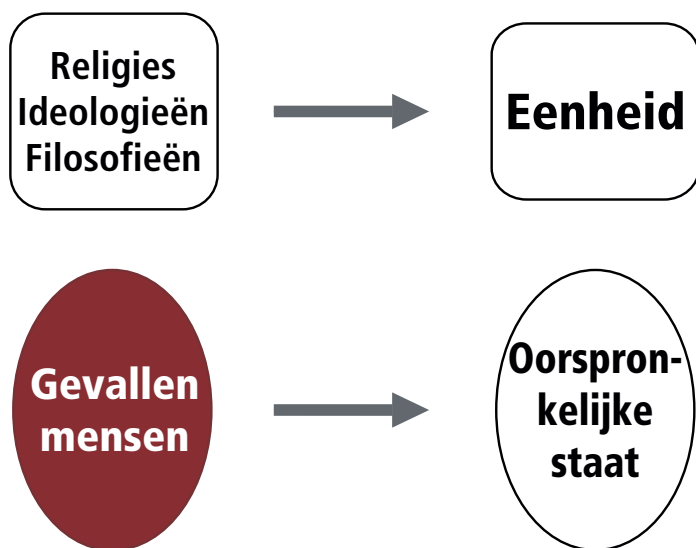 Religies
Ideologieën
Filosofieën
Eenheid
Gevallen
mensen
Oorspron-
kelijke
staat